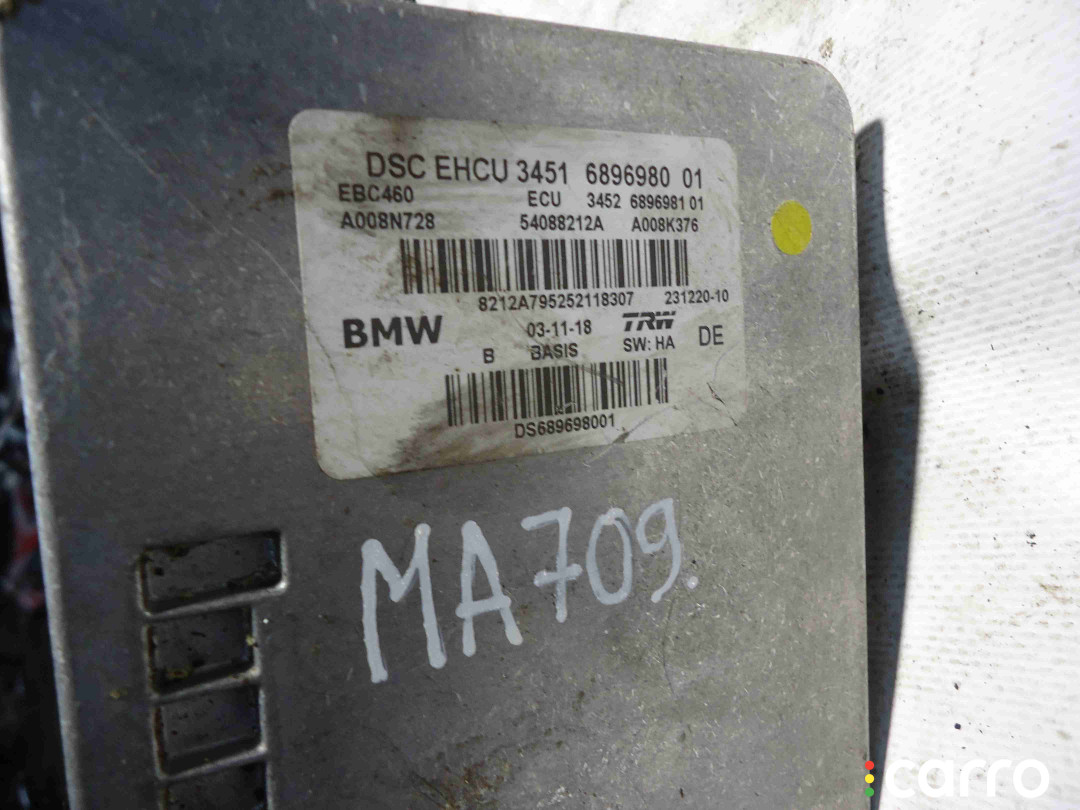 DSC EHCU 3451 6896980 01
EBC460 ECU 3452 6896981 01
A008N728 54088212A A008K376
8212A795252118307 231220-10
BMW 03-11-18 TRW DE
B BASIS SW: HA
DS689698001
MA709.
carro